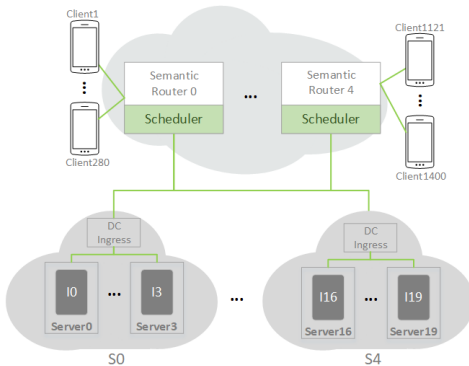 Client1
Client1121
Semantic
Router 0
...
Semantic
Router 4
...
...
Scheduler
Scheduler
Client280
Client1400
DC
Ingress
DC
Ingress
I0
...
I3
...
I16
...
I19
Server0
Server3
Server16
Server19
S0
S4